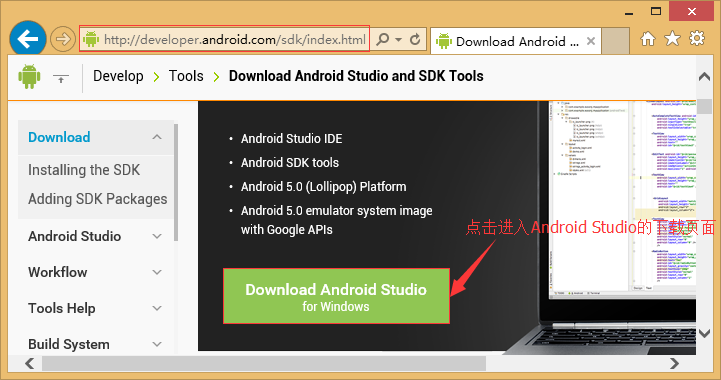 http://developer.android.com/sdk/index.html
Download Android ...
Develop
Tools
Download Android Studio and SDK Tools
Download
Installing the SDK
Adding SDK Packages
Android Studio
Workflow
Tools Help
Build System
• Android Studio IDE
• Android SDK tools
• Android 5.0 (Lollipop) Platform
• Android 5.0 emulator system image
with Google APIs
点击进入Android Studio的下载页面
Download Android Studio
for Windows